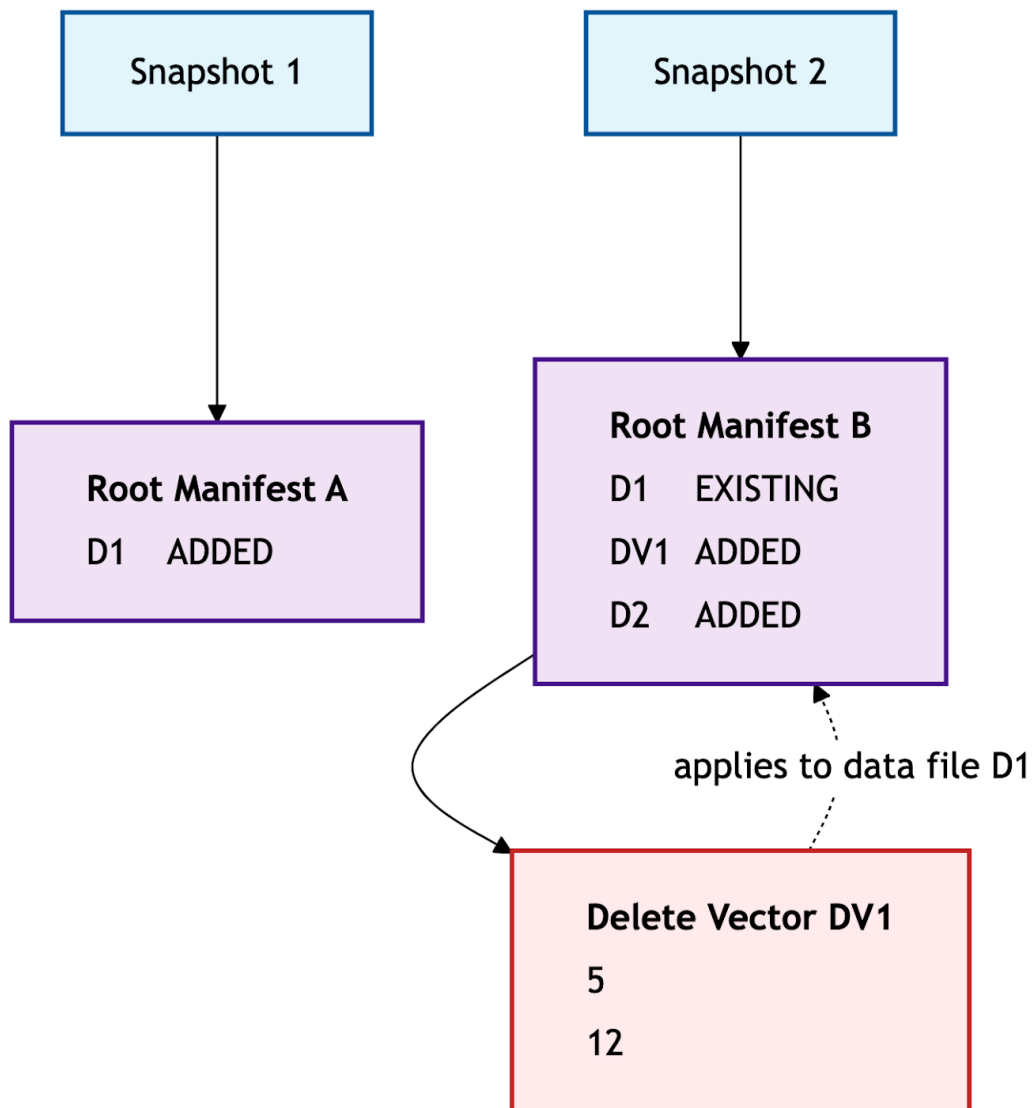 Snapshot 1
Snapshot 2
Root Manifest A
D1 ADDED
Root Manifest B
D1 EXISTING
DV1 ADDED
D2 ADDED
applies to data file D1
Delete Vector DV1
5
12